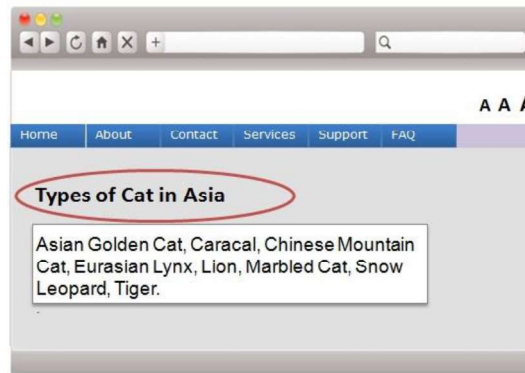 A A A
Home About Contact Services Support FAQ
Types of Cat in Asia
Asian Golden Cat, Caracal, Chinese Mountain
Cat, Eurasian Lynx, Lion, Marbled Cat, Snow
Leopard, Tiger.